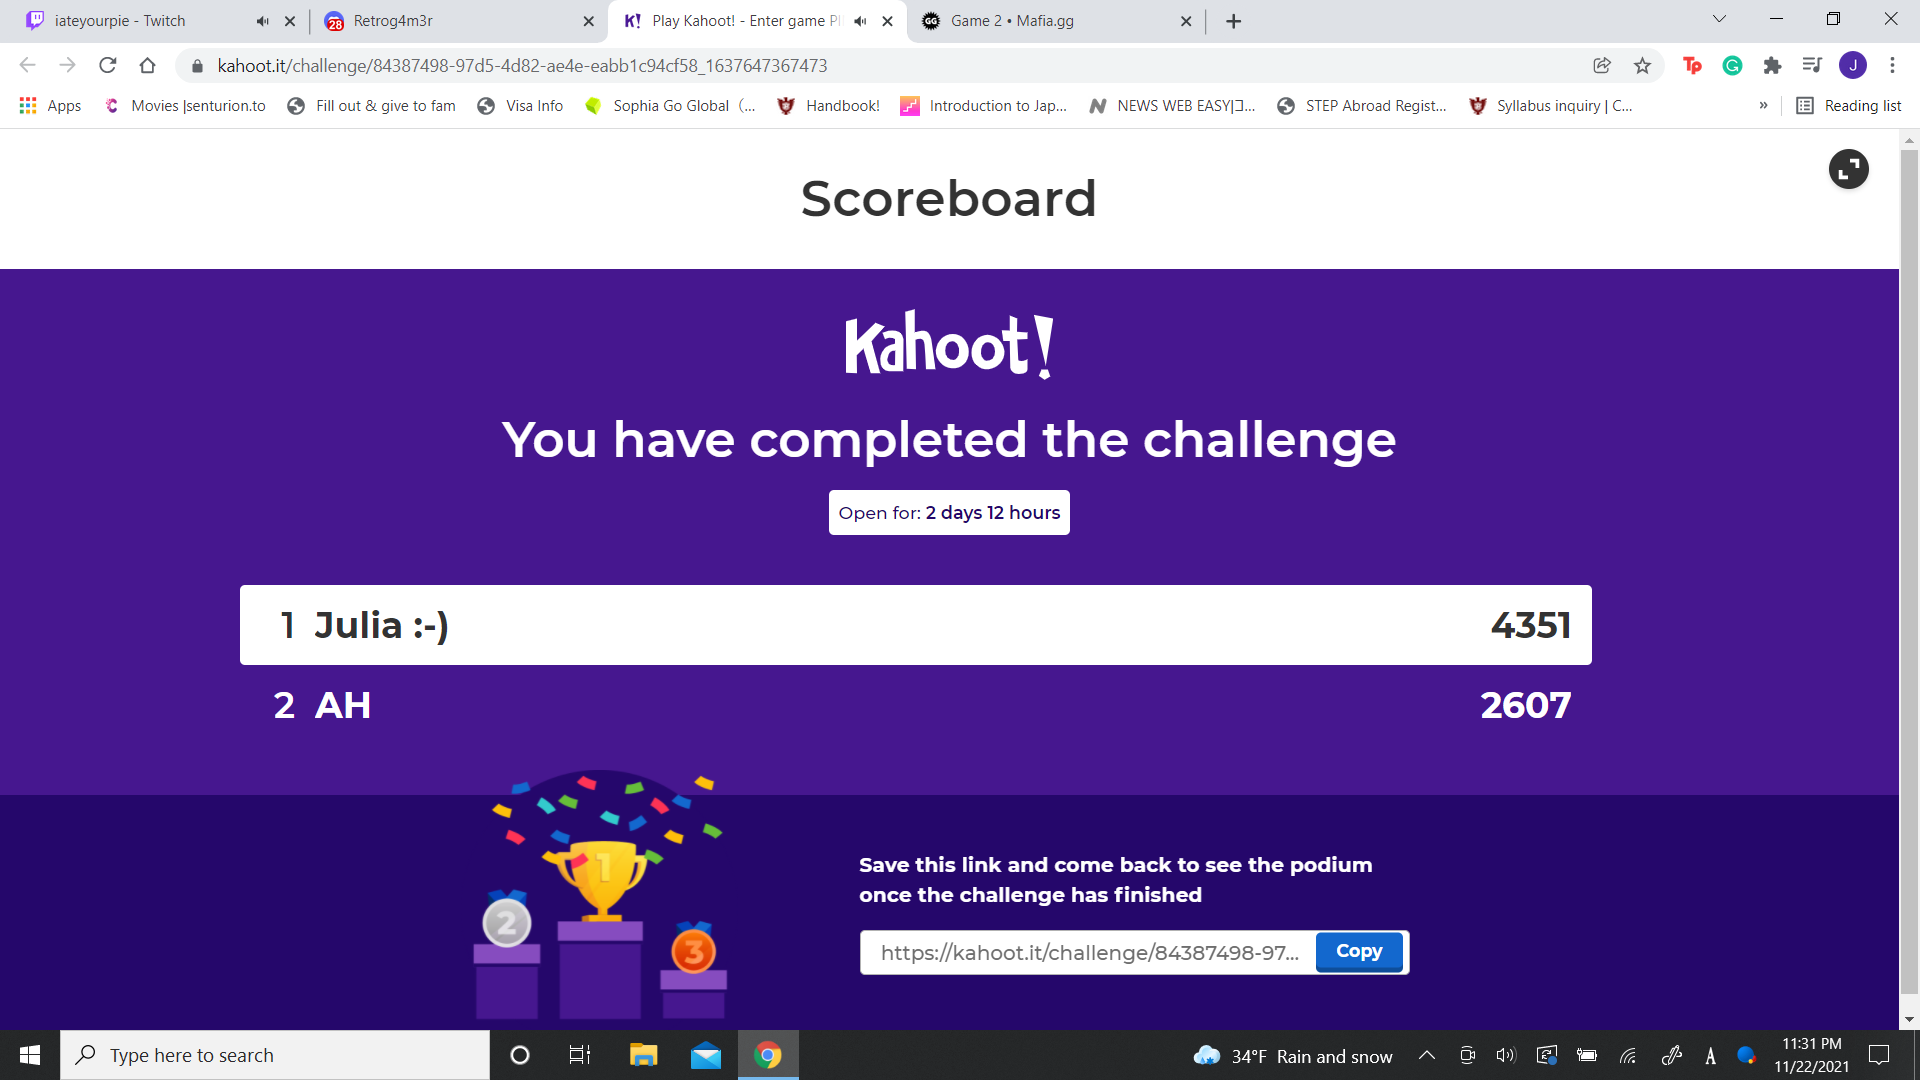 iateyourpie - Twitch
28
Retrog4m3r
K!
Play Kahoot! - Enter game P
GG
Game 2 • Mafia.gg
kahoot.it/challenge/84387498-97d5-4d82-ae4e-eabb1c94cf58_1637647367473
J
Apps
Movies |senturion.to
Fill out & give to fam
Visa Info
Sophia Go Global（...
Handbook!
Introduction to Jap...
NEWS WEB EASY|コ...
STEP Abroad Regist...
Syllabus inquiry | C...
»
Reading list
Scoreboard
Kahoot!
You have completed the challenge
Open for: 2 days 12 hours
1 Julia :-) 4351
2 AH 2607
1
2
3
Save this link and come back to see the podium
once the challenge has finished
https://kahoot.it/challenge/84387498-97...
Copy
Type here to search
34°F Rain and snow
A
11:31 PM
11/22/2021